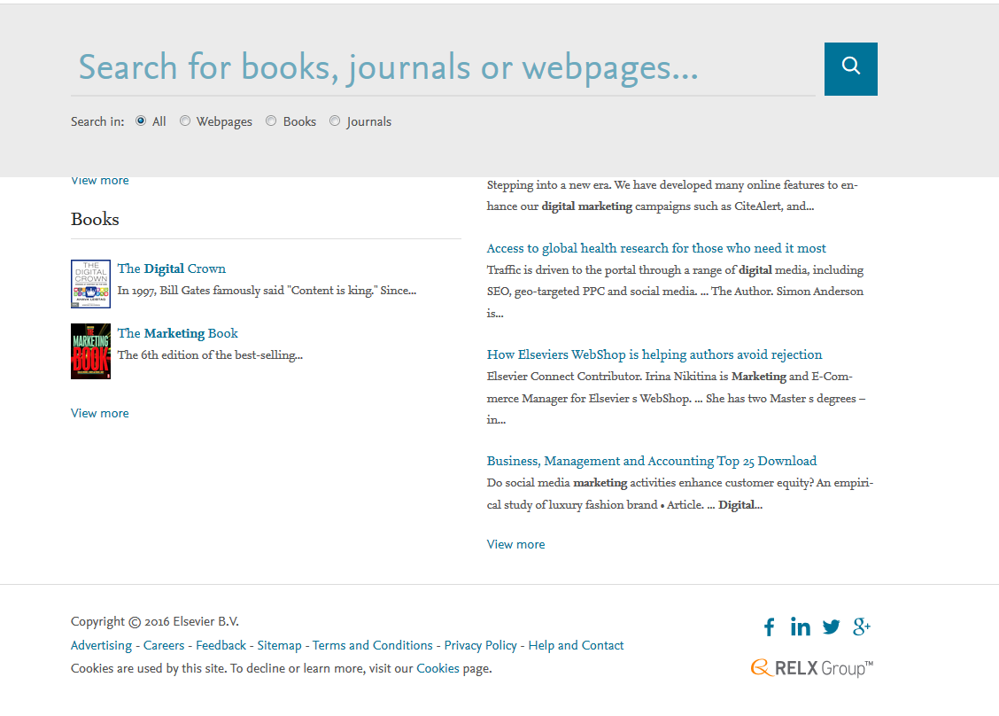 Search for books, journals or webpages...
Search in: All Webpages Books Journals
View more
Books
THE DIGITAL CROWN
AHAVA LEIBTAG
The Digital Crown
In 1997, Bill Gates famously said "Content is king." Since...
THE MARKETING BOOK
The Marketing Book
The 6th edition of the best-selling...
View more
Stepping into a new era. We have developed many online features to en-
hance our digital marketing campaigns such as CiteAlert, and...
Access to global health research for those who need it most
Traffic is driven to the portal through a range of digital media, including
SEO, geo-targeted PPC and social media. ... The Author. Simon Anderson
is...
How Elseviers WebShop is helping authors avoid rejection
Elsevier Connect Contributor. Irina Nikitina is Marketing and E-Com-
merce Manager for Elsevier s WebShop. ... She has two Master s degrees –
in...
Business, Management and Accounting Top 25 Download
Do social media marketing activities enhance customer equity? An empiri-
cal study of luxury fashion brand • Article. ... Digital...
View more
Copyright © 2016 Elsevier B.V.
Advertising - Careers - Feedback - Sitemap - Terms and Conditions - Privacy Policy - Help and Contact
Cookies are used by this site. To decline or learn more, visit our Cookies page.
RELX Group™